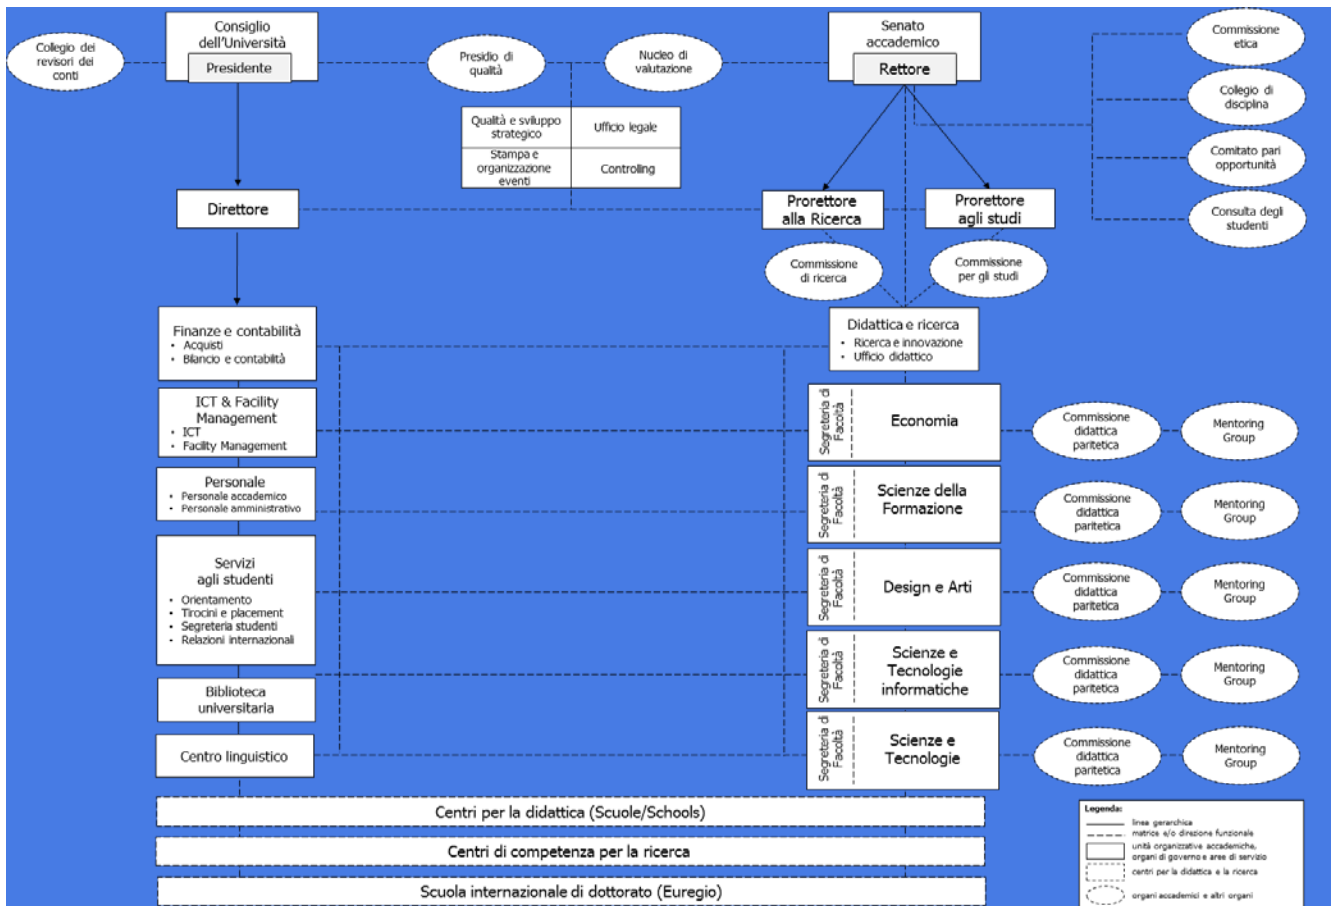 Collegio dei
revisori dei
conti
Consiglio
dell'Università
Presidente
Presidio di
qualità
Nucleo di
valutazione
Senato
accademico
Rettore
Commissione
etica
Collegio di
disciplina
Comitato pari
opportunità
Consulta degli
studenti
Qualità e sviluppo
strategico
Ufficio legale
Stampa e
organizzazione
eventi
Controling
Direttore
Prorettore
alla Ricerca
Prorettore
agli studi
Commissione
di ricerca
Commissione
per gli studi
Finanze e contabilità
• Acquisti
• Bilancio e contabilità
Didattica e ricerca
• Ricerca e innovazione
• Ufficio didattico
ICT & Facility
Management
• ICT
• Facility Management
Segreteria di
Facoltà
Economia
Commissione
didattica
paritetica
Mentoring
Group
Personale
• Personale accademico
• Personale amministrativo
Segreteria di
Facoltà
Scienze della
Formazione
Commissione
didattica
paritetica
Mentoring
Group
Servizi
agli studenti
• Orientamento
• Tirocini e placement
• Segreteria studenti
• Relazioni internazionali
Segreteria di
Facoltà
Design e Arti
Commissione
didattica
paritetica
Mentoring
Group
Biblioteca
universitaria
Segreteria di
Facoltà
Scienze e
Tecnologie
informatiche
Commissione
didattica
paritetica
Mentoring
Group
Centro linguistico
Segreteria di
Facoltà
Scienze e
Tecnologie
Commissione
didattica
paritetica
Mentoring
Group
Centri per la didattica (Scuole/Schools)
Centri di competenza per la ricerca
Scuola internazionale di dottorato (Euregio)
Legenda:
linea gerarchica
matrice e/o direzione funzionale
unità organizzative accademiche,
organi di governo e aree di servizio
centri per la didattica e la ricerca
organi accademici e altri organi